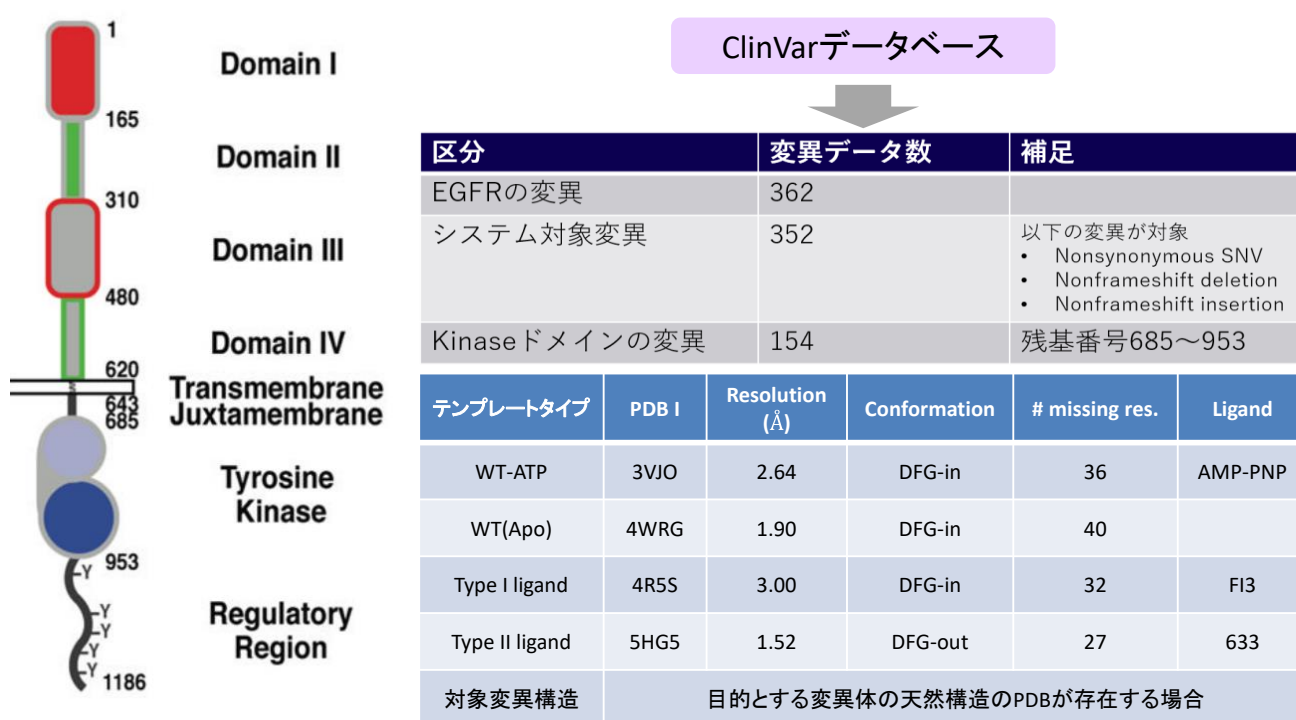 1
Domain I
165
Domain II
310
Domain III
480
Domain IV
620
Transmembrane
643
Juxtamembrane
685
Tyrosine
Kinase
953
Y
Y
Y
Y
Y
Regulatory
Region
1186
ClinVarデータベース
区分 変異データ数 補足
EGFRの変異 362
システム対象変異 352 以下の変異が対象
• Nonsynonymous SNV
• Nonframeshift deletion
• Nonframeshift insertion
Kinaseドメインの変異 154 残基番号685～953
テンプレートタイプ PDB I Resolution (Å) Conformation # missing res. Ligand
WT-ATP 3VJO 2.64 DFG-in 36 AMP-PNP
WT(Apo) 4WRG 1.90 DFG-in 40
Type I ligand 4R5S 3.00 DFG-in 32 FI3
Type II ligand 5HG5 1.52 DFG-out 27 633
対象変異構造 目的とする変異体の天然構造のPDBが存在する場合